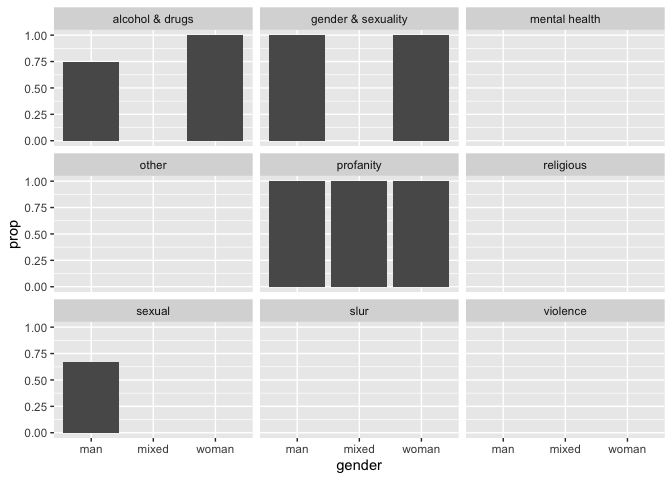 alcohol & drugs
gender & sexuality
mental health
1.00
0.75
0.50
0.25
0.00
other
profanity
religious
1.00
0.75
0.50
0.25
0.00
prop
sexual
slur
violence
1.00
0.75
0.50
0.25
0.00
man mixed woman
man mixed woman
man mixed woman
gender